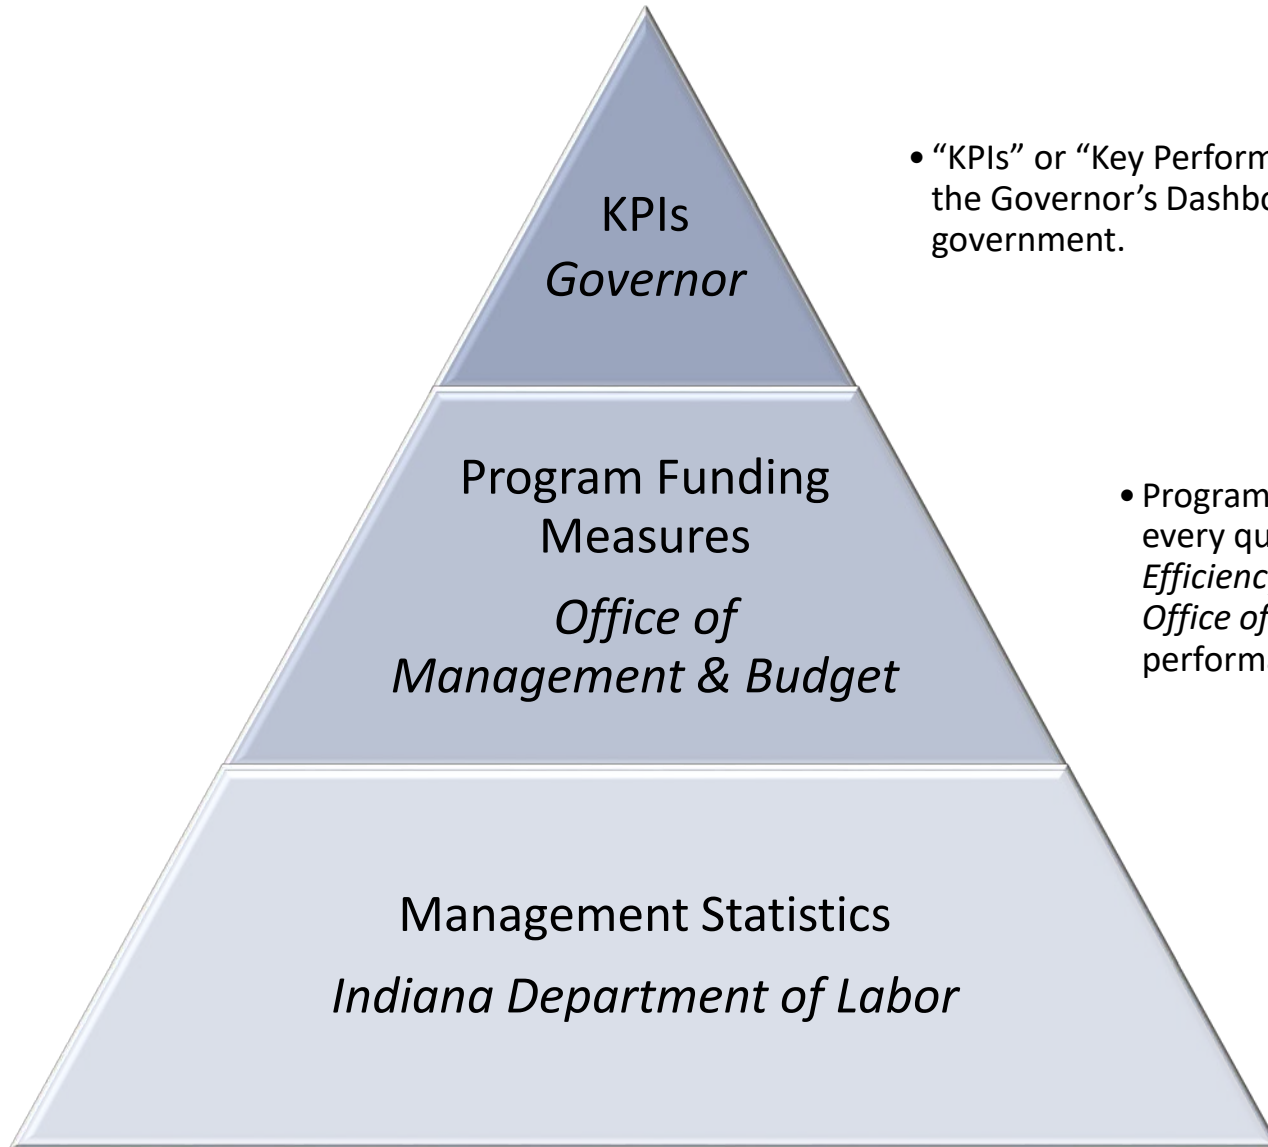 KPIs
Governor
• “KPIs” or “Key Perform
the Governor’s Dashbo
government.
Program Funding
Measures
Office of
Management & Budget
• Program
every qu
Efficienc
Office of
perform
Management Statistics
Indiana Department of Labor